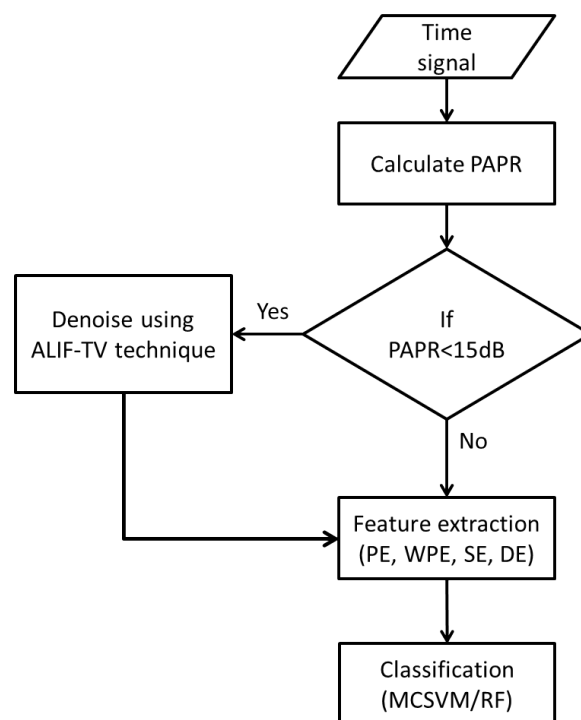 Time
signal
Calculate PAPR
If
PAPR<15dB
Yes
Denoise using
ALIF-TV technique
No
Feature extraction
(PE, WPE, SE, DE)
Classification
(MCSVM/RF)